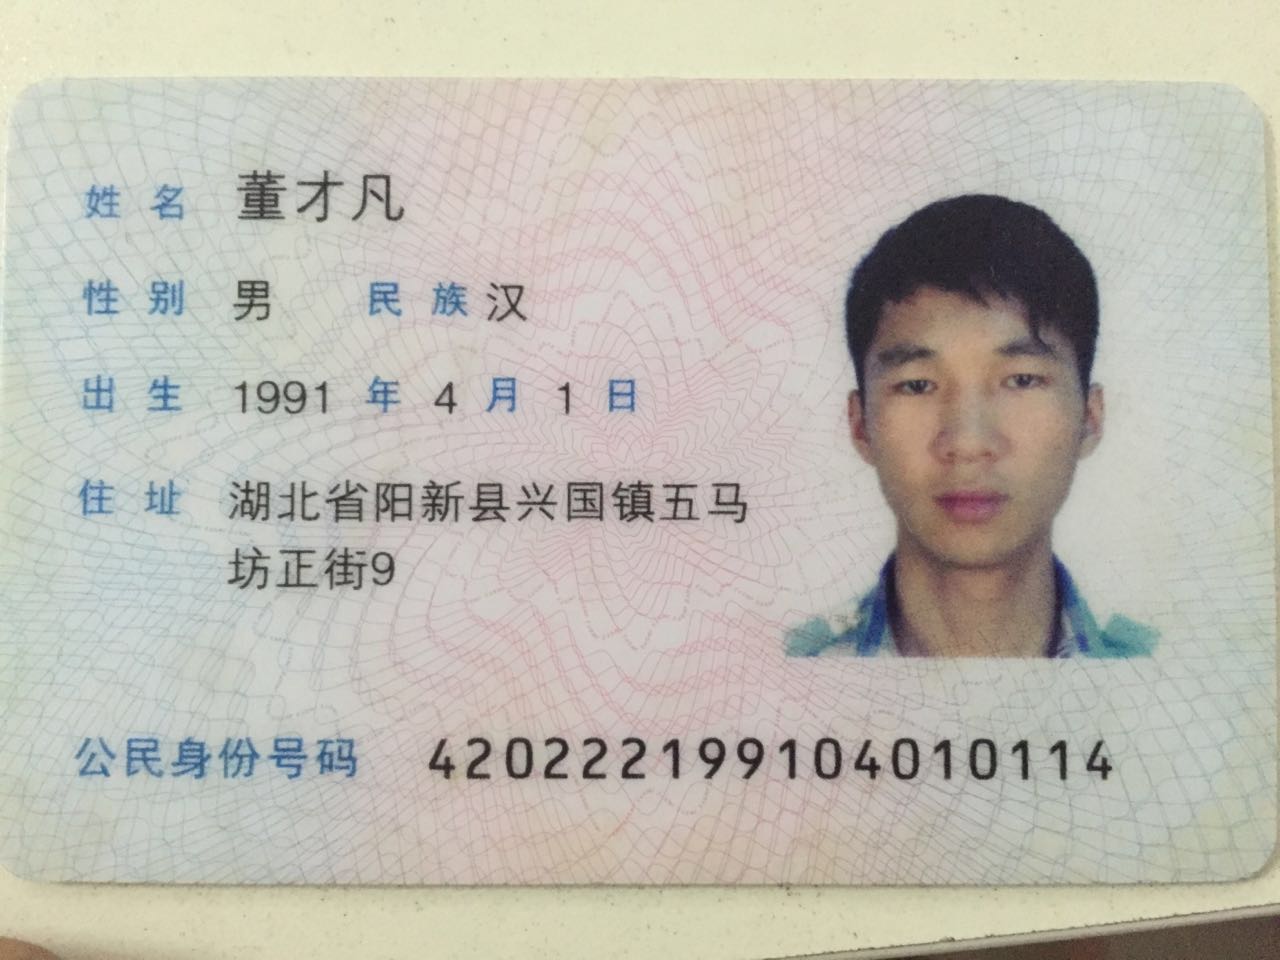 姓名 董才凡
性别 男 民族 汉
出生 1991 年 4 月 1 日
住址 湖北省阳新县兴国镇五马
坊正街9
公民身份号码 420222199104010114